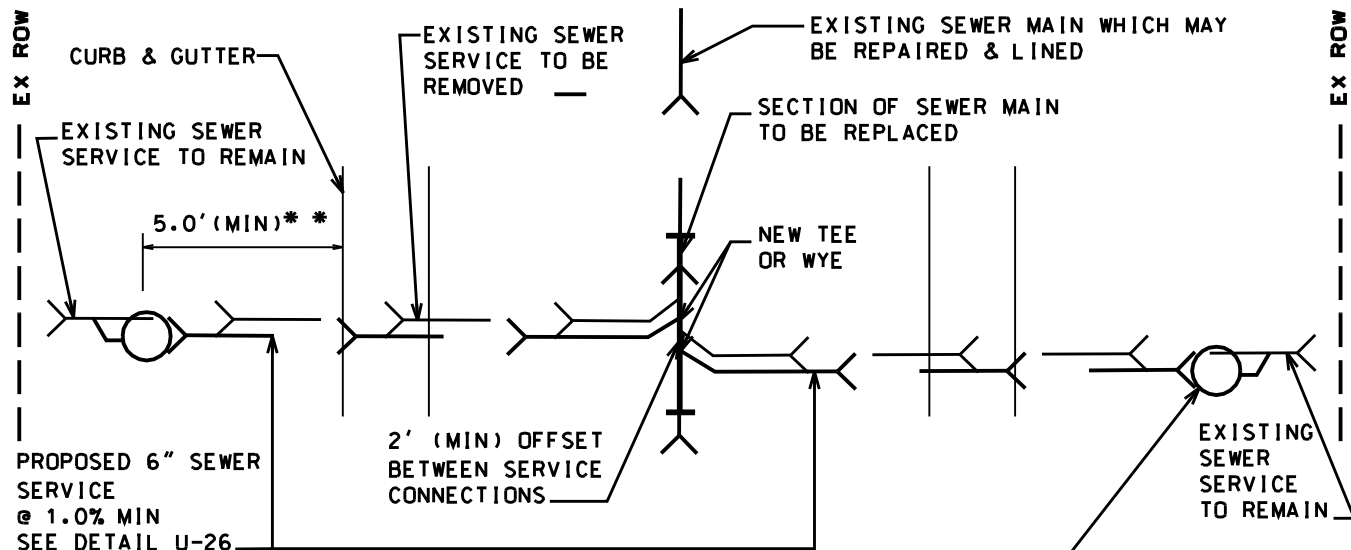 EX ROW
CURB & GUTTER
EXISTING SEWER
SERVICE TO BE
REMOVED
EXISTING SEWER MAIN WHICH MAY
BE REPAIRED & LINED
EX ROW
EXISTING SEWER
SERVICE TO REMAIN
SECTION OF SEWER MAIN
TO BE REPLACED
5.0'(MIN)* *
NEW TEE
OR WYE
2' (MIN) OFFSET
BETWEEN SERVICE
CONNECTIONS
EXISTING
SEWER
SERVICE
TO REMAIN
PROPOSED 6" SEWER
SERVICE
@ 1.0% MIN
SEE DETAIL U-26